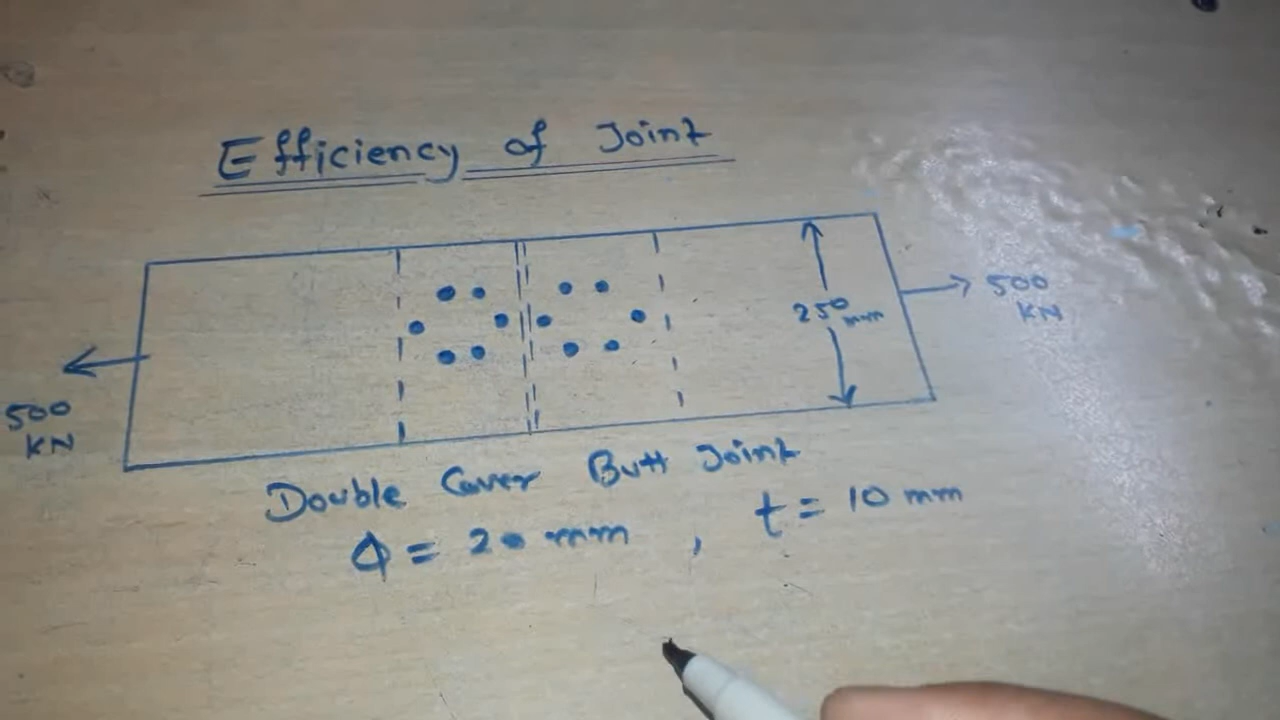 Efficiency of Joint
250 mm
500
KN
500
KN
Double Cover Butt Joint
ϕ = 20 mm , t = 10 mm